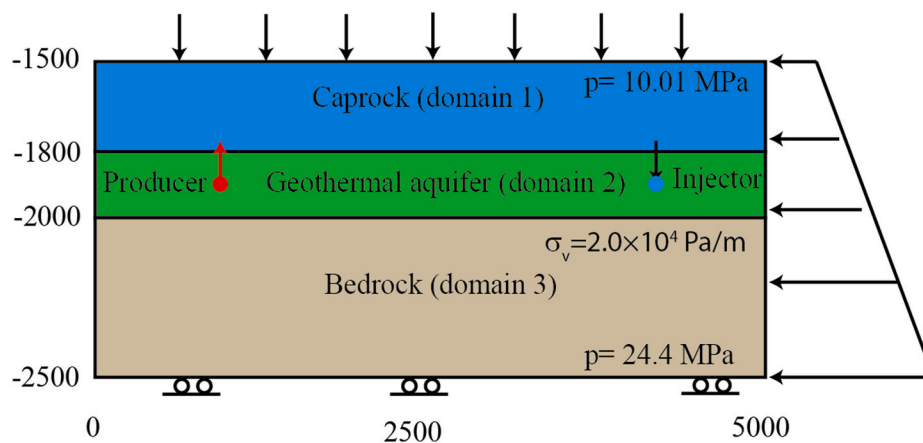 -1500
p= 10.01 MPa
Caprock (domain 1)
-1800
Producer
Geothermal aquifer (domain 2)
Injector
-2000
σv=2.0×10⁴ Pa/m
Bedrock (domain 3)
p= 24.4 MPa
-2500
0
2500
5000